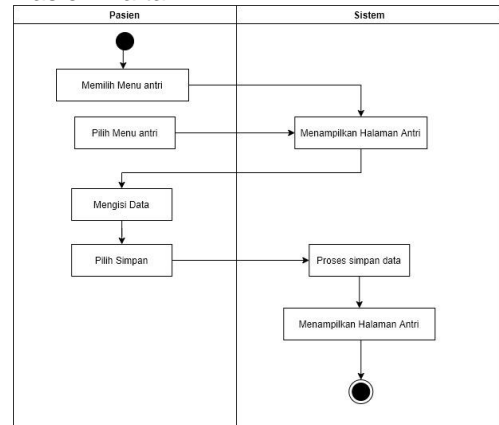 Pasien
Sistem
Memilih Menu antri
Pilih Menu antri
Menampilkan Halaman Antri
Mengisi Data
Pilih Simpan
Proses simpan data
Menampilkan Halaman Antri